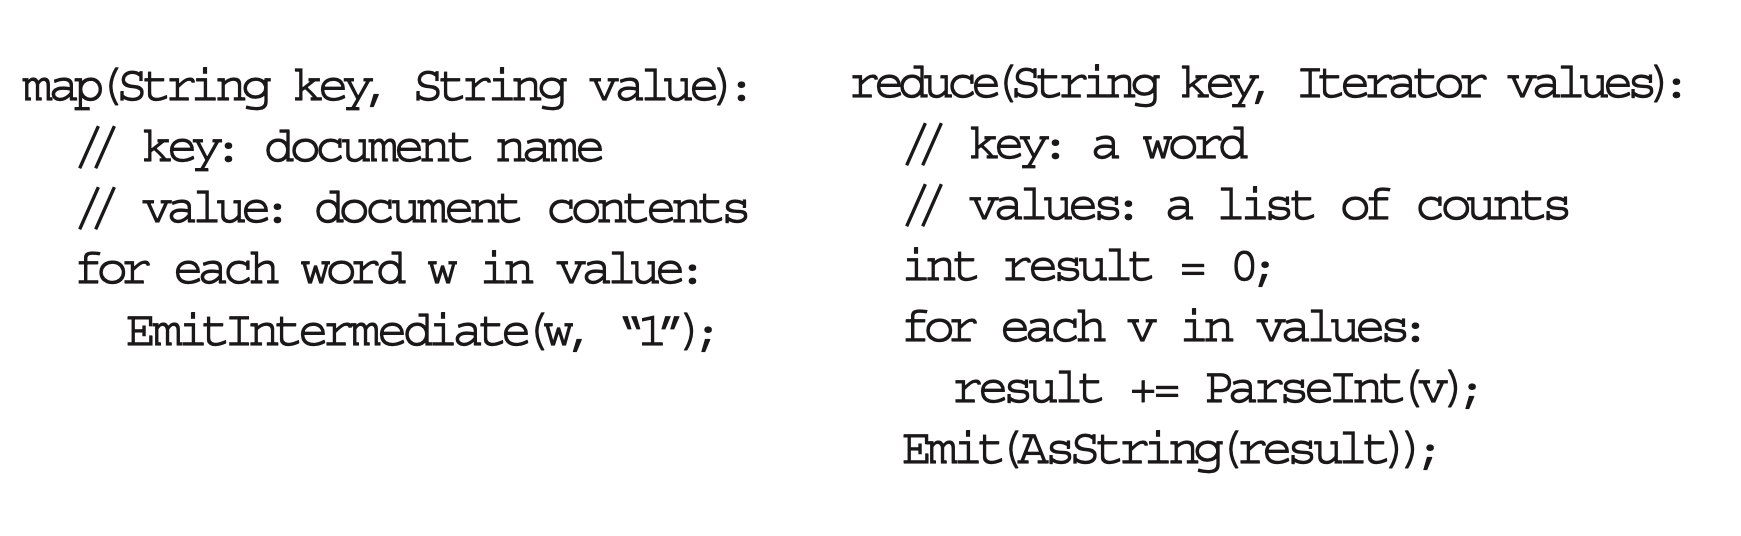 map(String key, String value):
// key: document name
// value: document contents
for each word w in value:
EmitIntermediate(w, “1”);
reduce(String key, Iterator values):
// key: a word
// values: a list of counts
int result = 0;
for each v in values:
result += ParseInt(v);
Emit(AsString(result));